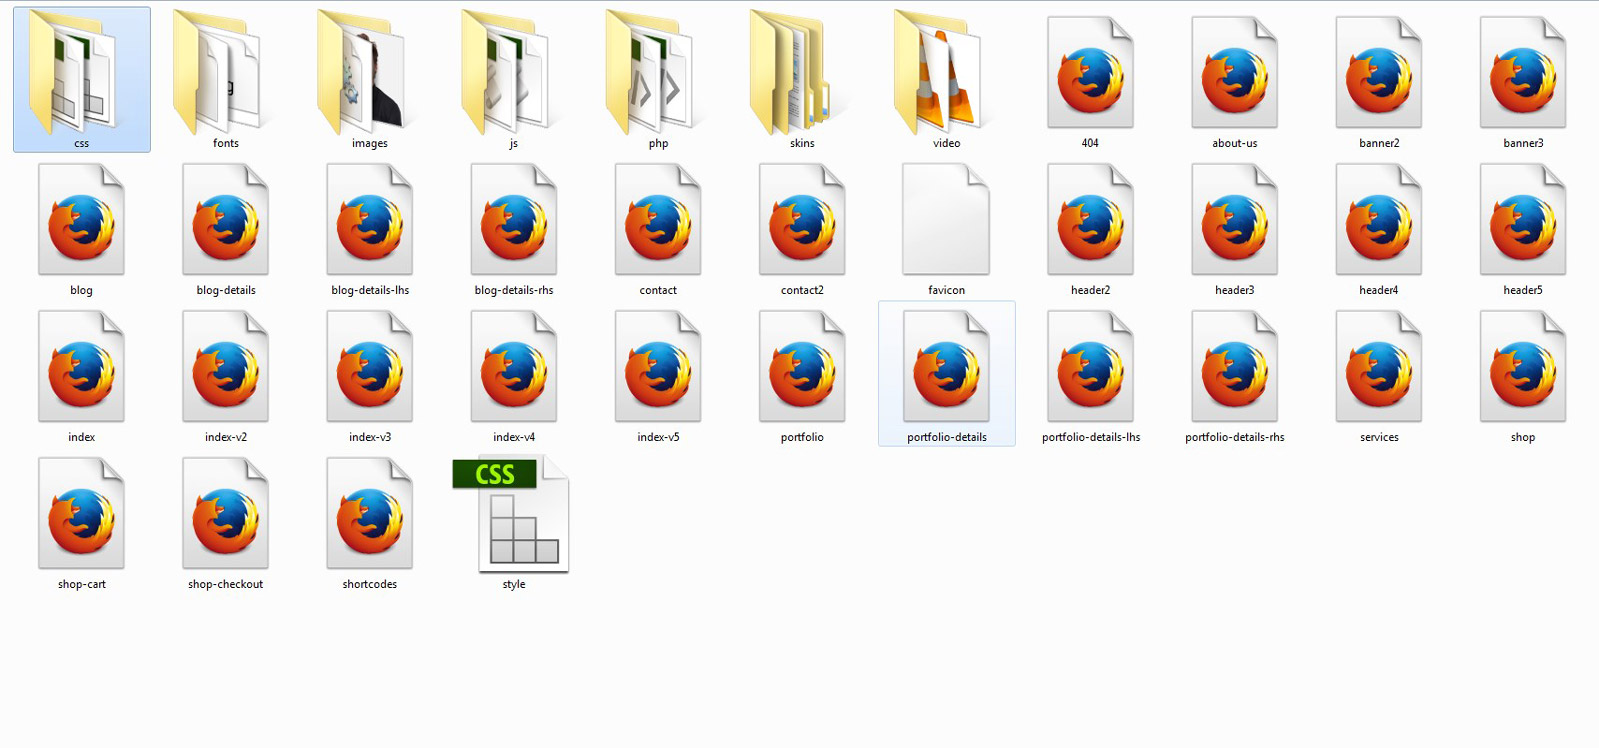 css fonts images js php skins video 404 about-us banner2 banner3
blog blog-details blog-details-lhs blog-details-rhs contact contact2 favicon header2 header3 header4 header5
index index-v2 index-v3 index-v4 index-v5 portfolio portfolio-details portfolio-details-lhs portfolio-details-rhs services shop
CSS
shop-cart shop-checkout shortcodes style